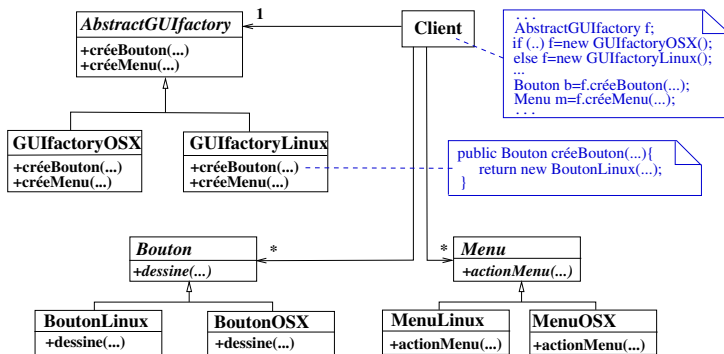 AbstractGUIfactory
+créeBouton(...)
+créeMenu(...)
1
Client
. . .
AbstractGUIfactory f;
if (..) f=new GUIfactoryOSX();
else f=new GUIfactoryLinux();
...
Bouton b=f.créeBouton(...);
Menu m=f.créeMenu(...);
. . .
GUIfactoryOSX
+créeBouton(...)
+créeMenu(...)
GUIfactoryLinux
+créeBouton(...)
+créeMenu(...)
public Bouton créeBouton(...){
return new BoutonLinux(...);
}
Bouton
+dessine(...)
*
*
Menu
+actionMenu(...)
BoutonLinux
+dessine(...)
BoutonOSX
+dessine(...)
MenuLinux
+actionMenu(...)
MenuOSX
+actionMenu(...)